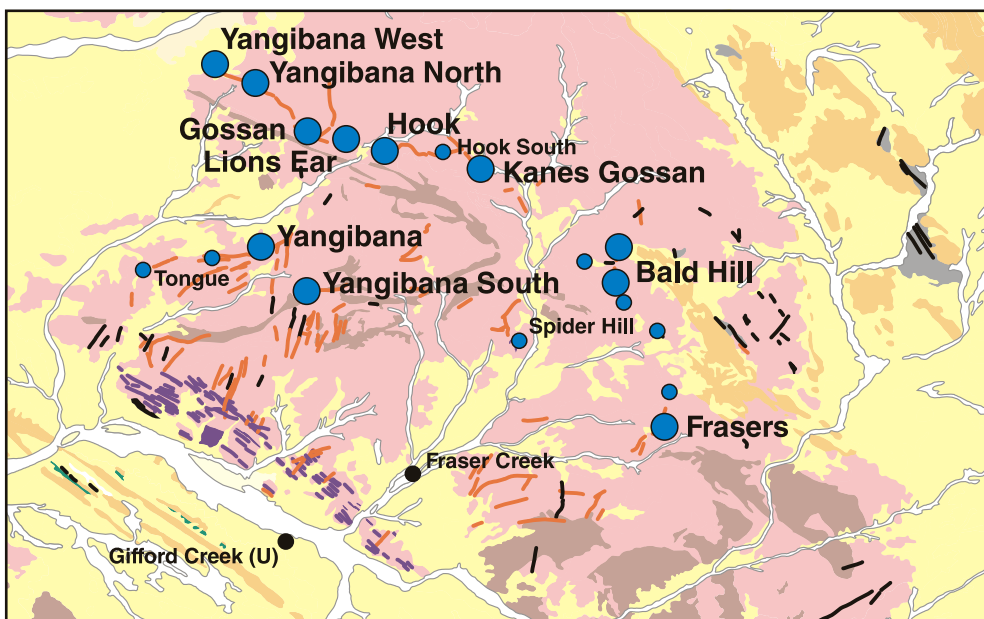 Yangibana West
Yangibana North
Gossan
Lions Ear
Hook
Hook South
Kanes Gossan
Yangibana
Tongue
Yangibana South
Bald Hill
Spider Hill
Frasers
Fraser Creek
Gifford Creek (U)